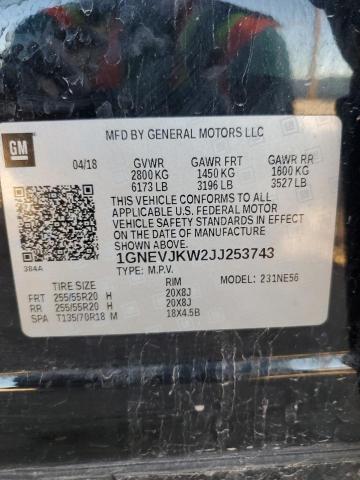 MFD BY GENERAL MOTORS LLC
GM
04/18 GVWR GAWR FRT GAWR RR
2800 KG 1450 KG 1600 KG
6173 LB 3196 LB 3527 LB
THIS VEHICLE CONFORMS TO ALL APPLICABLE
U.S. FEDERAL MOTOR VEHICLE SAFETY
STANDARDS IN EFFECT ON THE DATE OF
MANUFACTURE SHOWN ABOVE.
384A
1GNEVJKW2JJ253743
TYPE: M.P.V.
MODEL: 231NE56
TIRE SIZE RIM
FRT 255/55R20 H 20X8J
RR 255/55R20 H 20X8J
SPA T135/70R18 M 18X4.5B